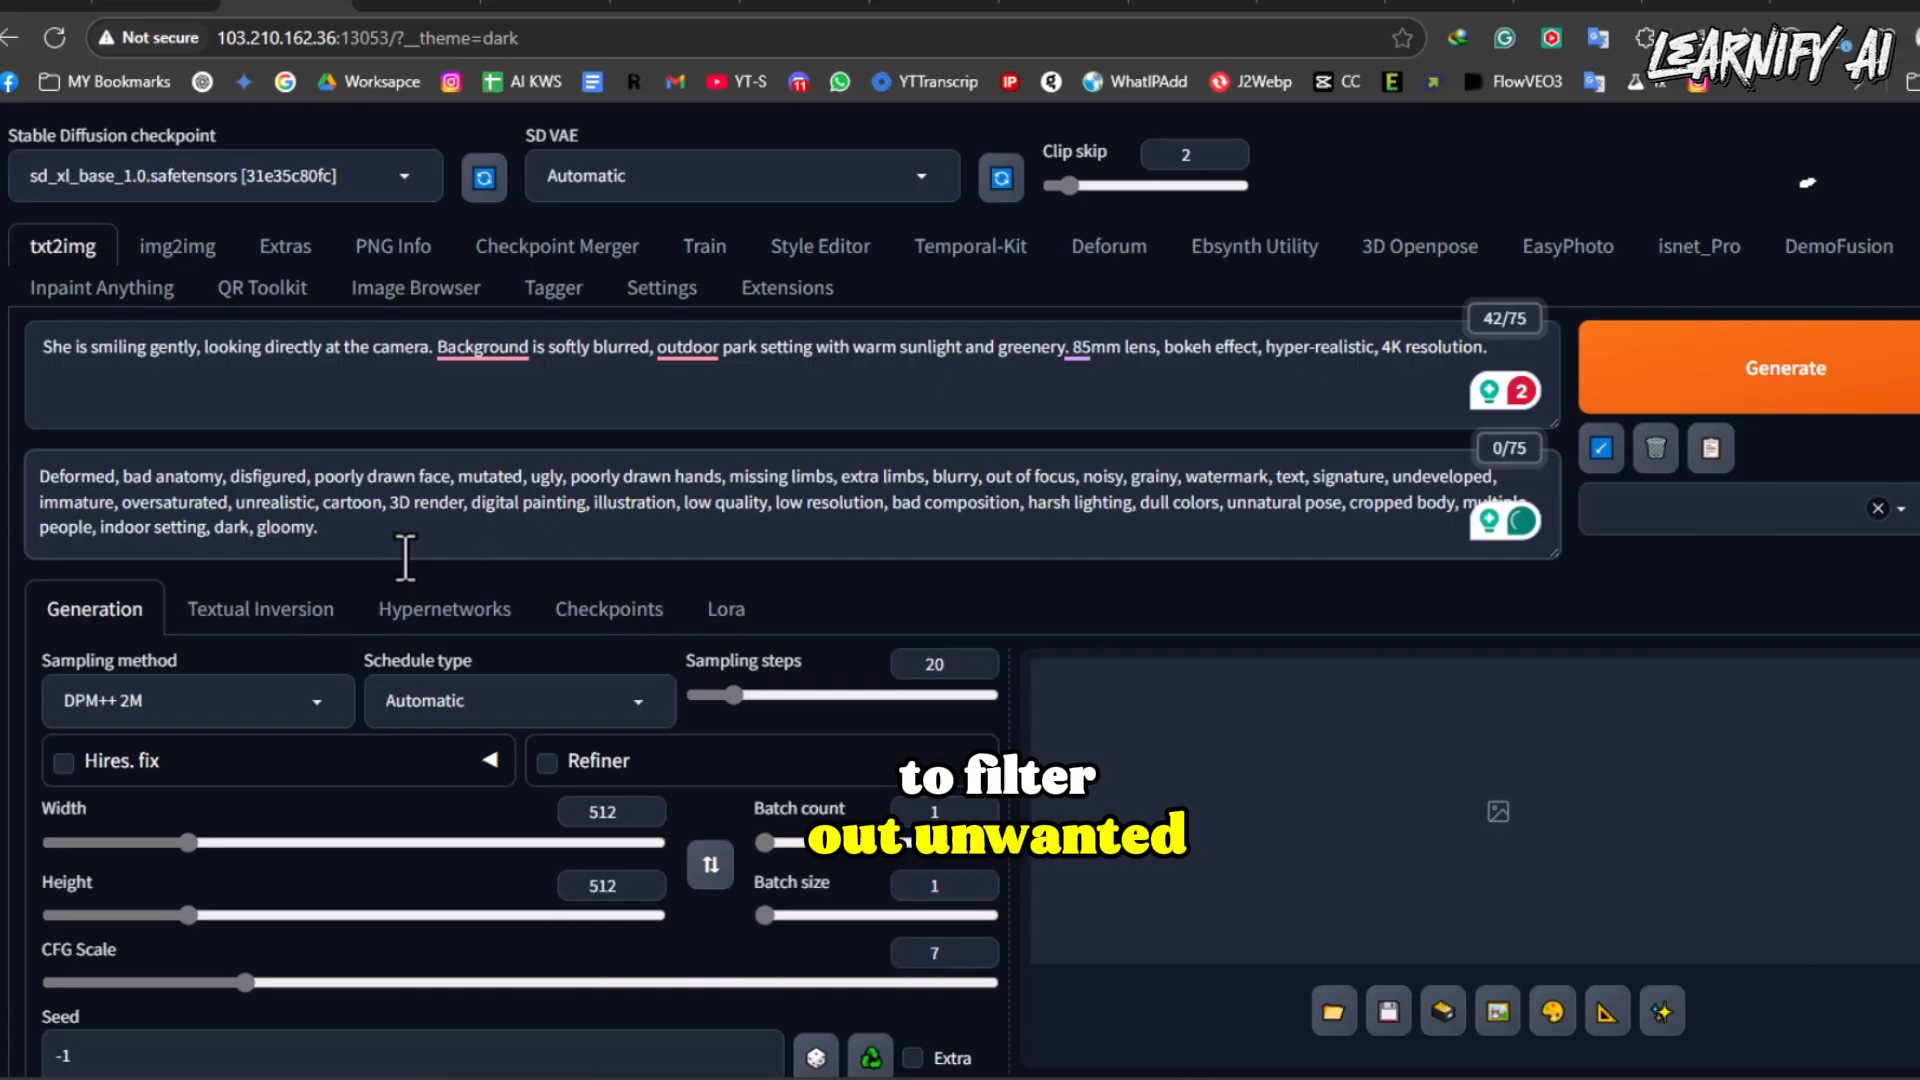 Not secure 103.210.162.36:13053/?__theme=dark
LEARNIFY AI
MY Bookmarks Worksapce AI KWS R YT-S 11 YTTranscrip IP WhatIPAdd J2Webp CC E FlowVEO3
Stable Diffusion checkpoint SD VAE Clip skip 2
sd_xl_base_1.0.safetensors [31e35c80fc] Automatic
txt2img img2img Extras PNG Info Checkpoint Merger Train Style Editor Temporal-Kit Deforum Ebsynth Utility 3D Openpose EasyPhoto isnet_Pro DemoFusion
Inpaint Anything QR Toolkit Image Browser Tagger Settings Extensions
42/75
She is smiling gently, looking directly at the camera. Background is softly blurred, outdoor park setting with warm sunlight and greenery. 85mm lens, bokeh effect, hyper-realistic, 4K resolution.
Generate
2
0/75
Deformed, bad anatomy, disfigured, poorly drawn face, mutated, ugly, poorly drawn hands, missing limbs, extra limbs, blurry, out of focus, noisy, grainy, watermark, text, signature, undeveloped,
immature, oversaturated, unrealistic, cartoon, 3D render, digital painting, illustration, low quality, low resolution, bad composition, harsh lighting, dull colors, unnatural pose, cropped body, multiple
people, indoor setting, dark, gloomy.
Generation Textual Inversion Hypernetworks Checkpoints Lora
Sampling method Schedule type Sampling steps 20
DPM++ 2M Automatic
Hires. fix Refiner
to filter
out unwanted
Width 512 Batch count 1
Height 512 Batch size 1
CFG Scale 7
Seed
-1 Extra